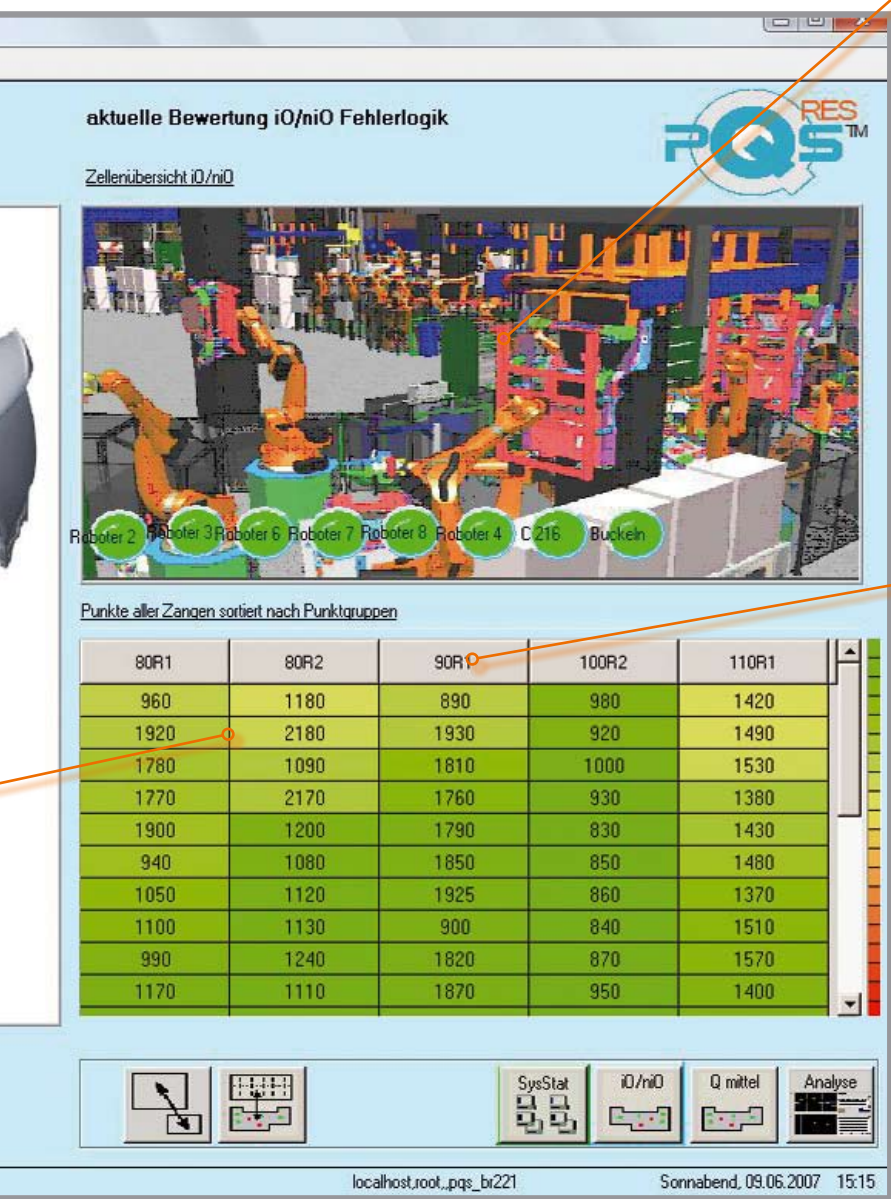 aktuelle Bewertung iO/niO Fehlerlogik
RES
PQS™
Zellenübersicht iO/niO
Roboter 2 Roboter 3 Roboter 6 Roboter 7 Roboter 8 Roboter 4 C 216 Buckeln
Punkte aller Zangen sortiert nach Punktgruppen
80R1 80R2 90R1 100R2 110R1
960 1180 890 980 1420
1920 2180 1930 920 1490
1780 1090 1810 1000 1530
1770 2170 1760 930 1380
1900 1200 1790 830 1430
940 1080 1850 850 1480
1050 1120 1925 860 1370
1100 1130 900 840 1510
990 1240 1820 870 1570
1170 1110 1870 950 1400
SysStat iO/niO Q mittel Analyse
localhost,root,,pqs_br221 Sonnabend, 09.06.2007 15:15